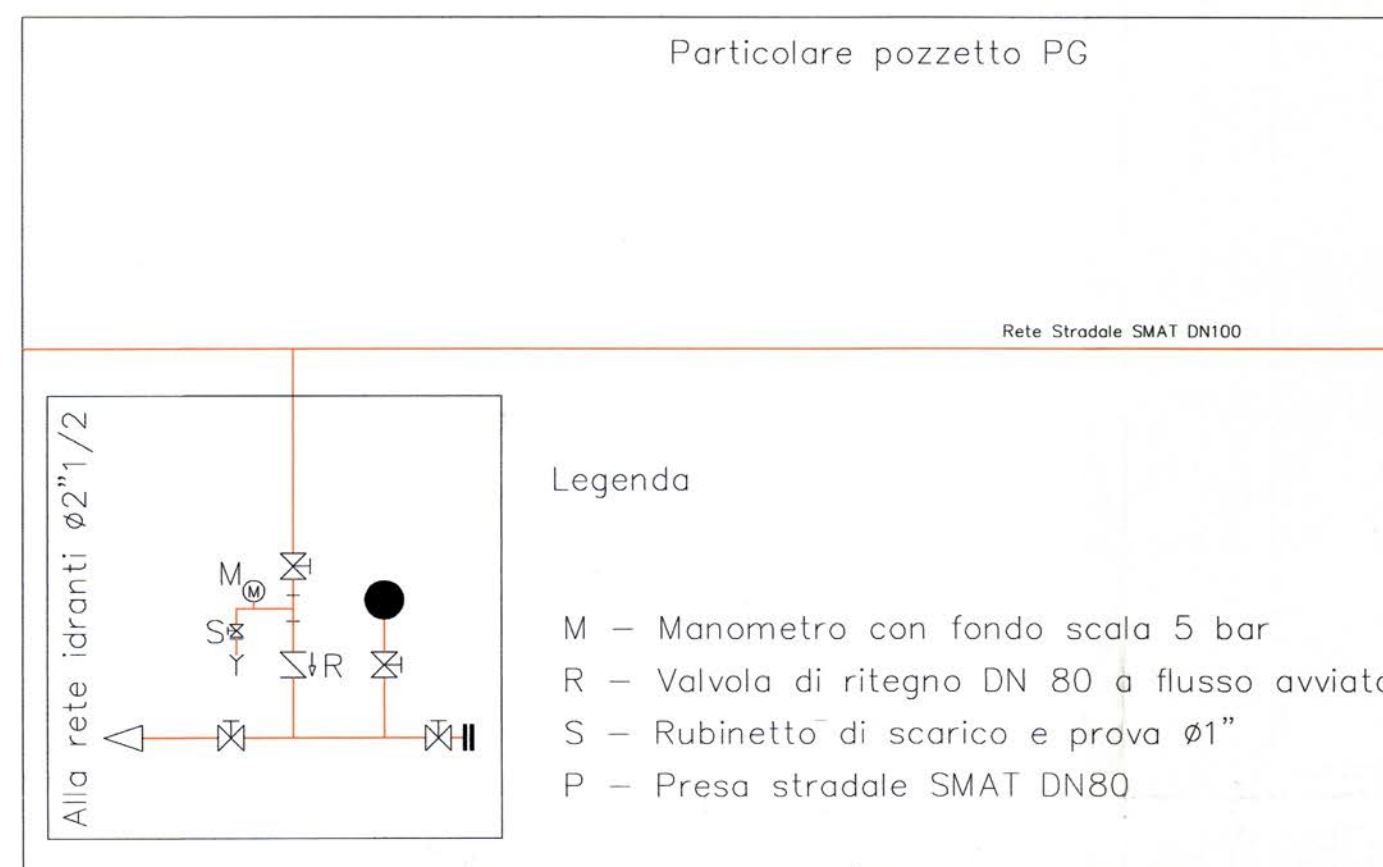 Particolare pozzetto PG
Rete Stradale SMAT DN100
Alla rete idranti ø2"1/2
Legenda
M
M
S
R
M – Manometro con fondo scala 5 bar
R – Valvola di ritegno DN 80 a flusso avviato
S – Rubinetto di scarico e prova ø1"
P – Presa stradale SMAT DN80